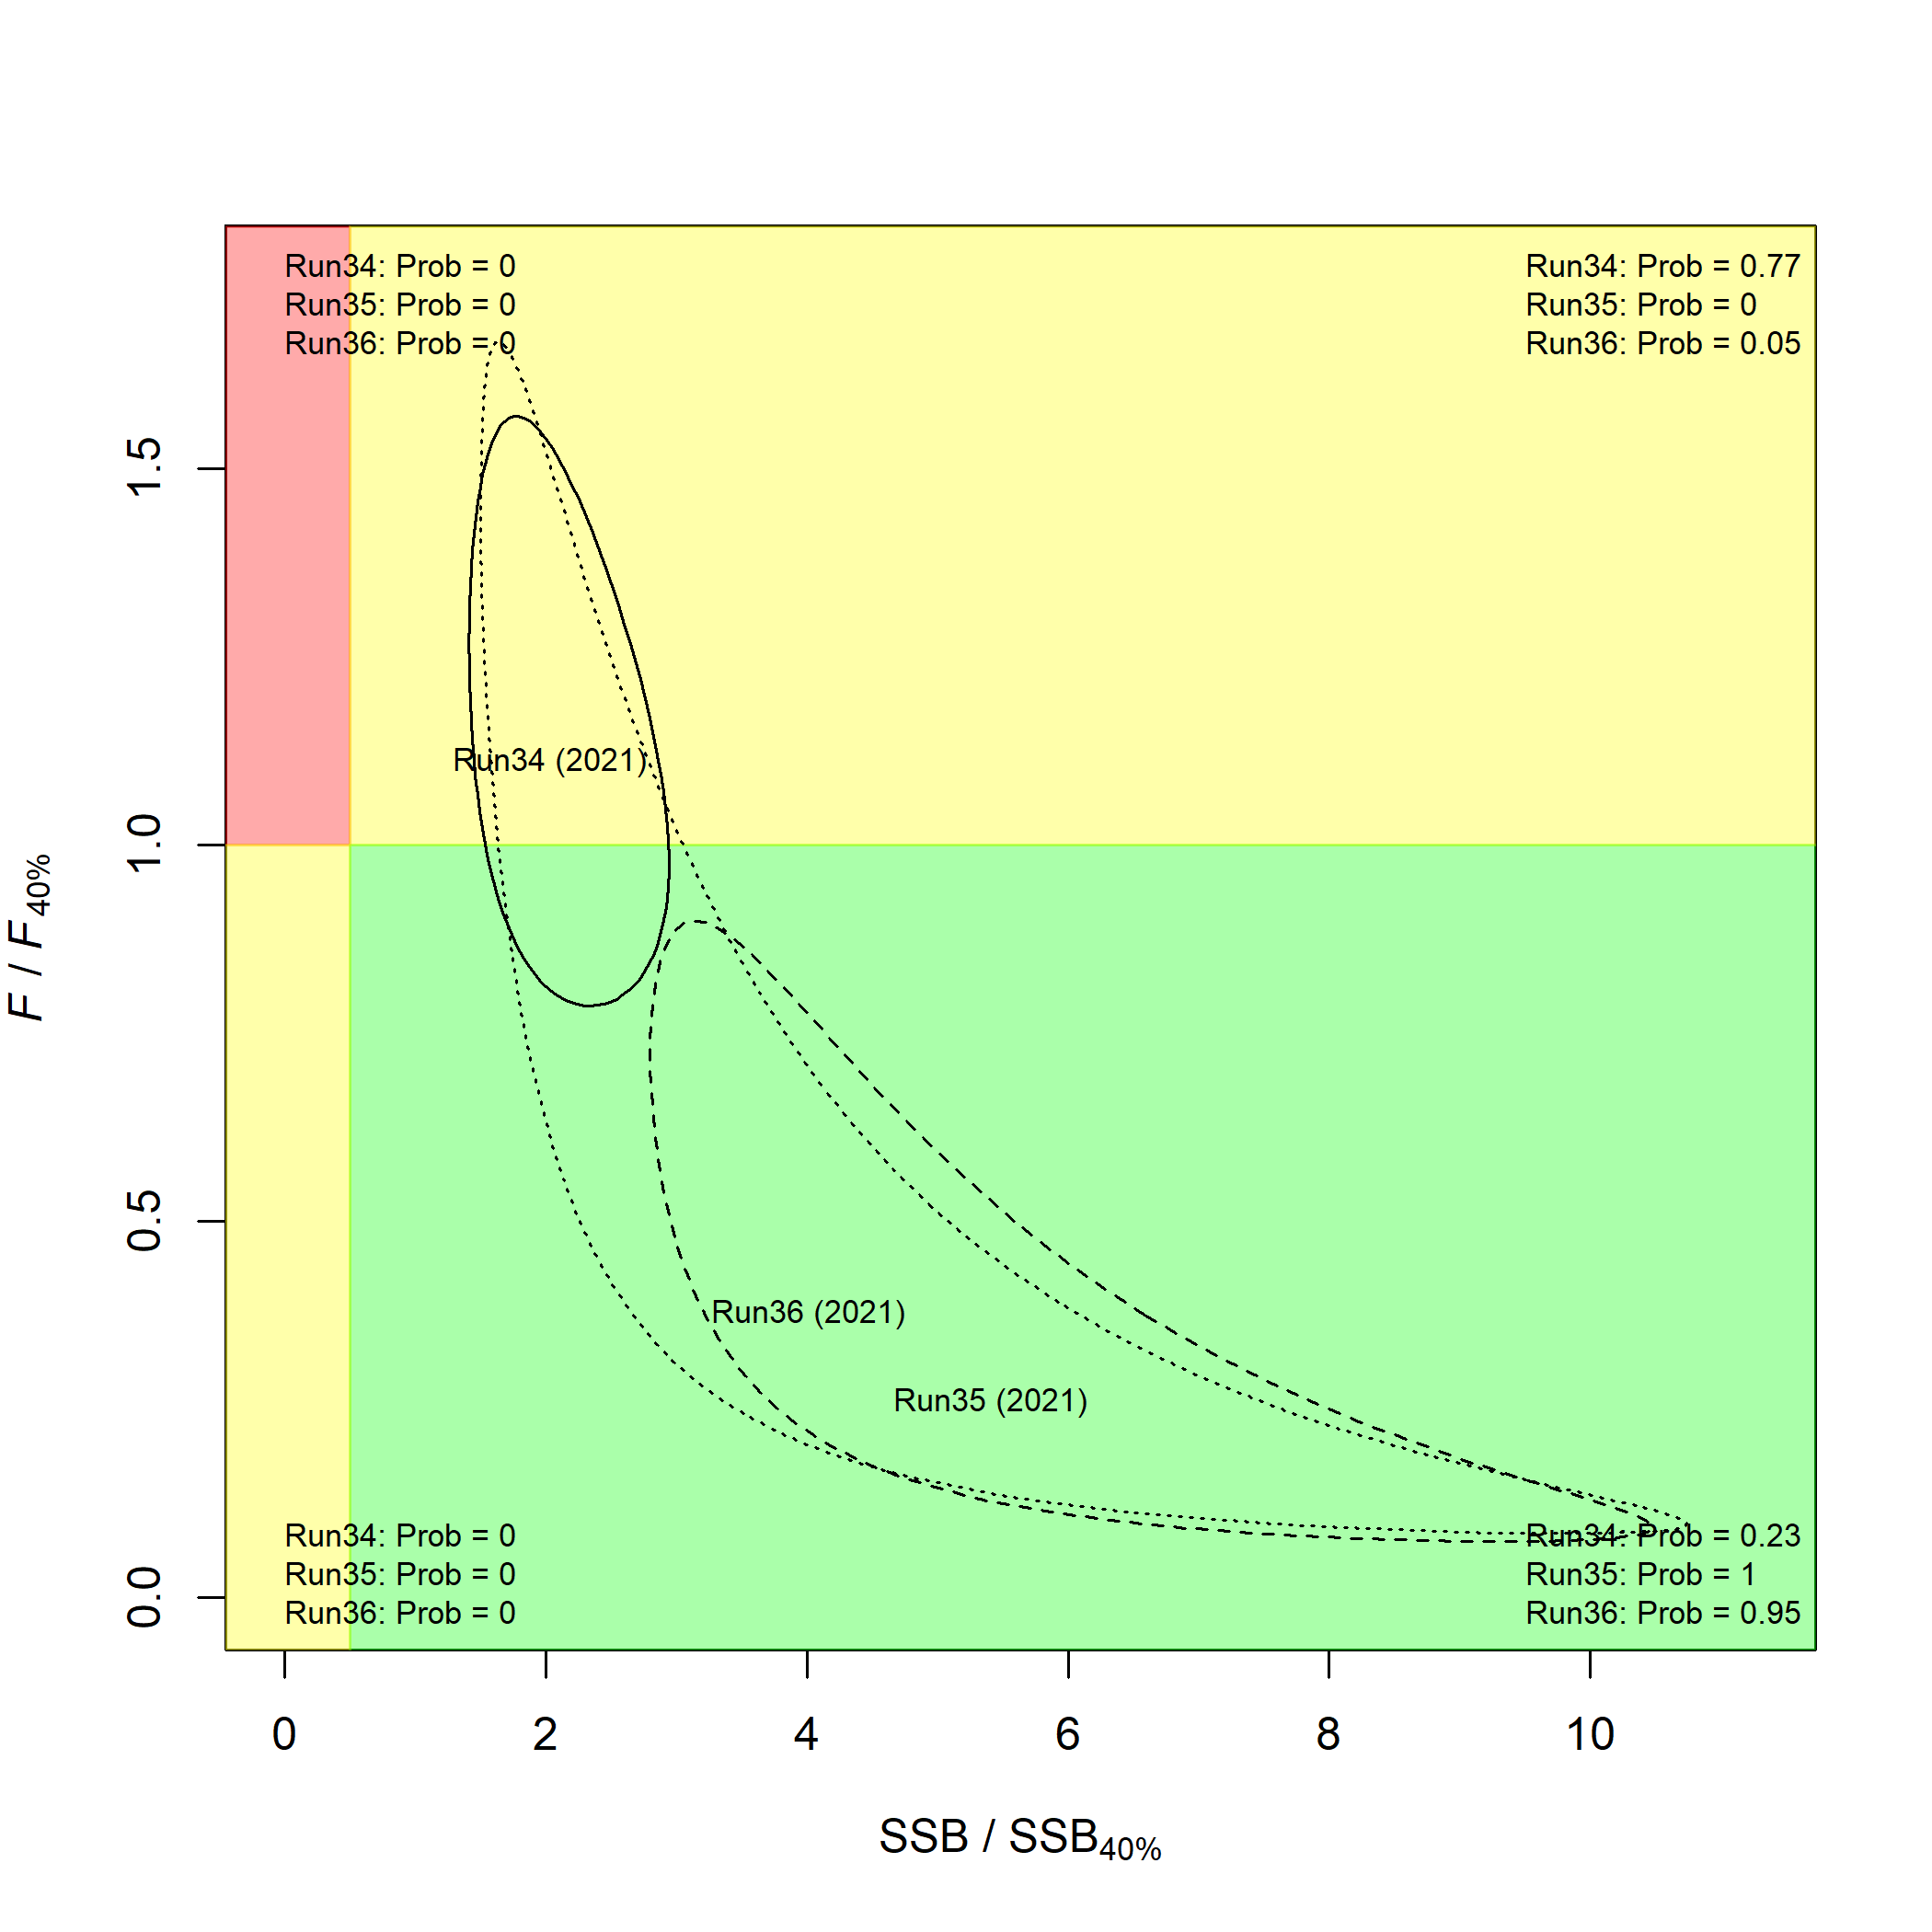 Run34: Prob = 0
Run35: Prob = 0
Run36: Prob = 0
Run34: Prob = 0.77
Run35: Prob = 0
Run36: Prob = 0.05
1.5
1.0
0.5
0.0
F / F40%
Run34 (2021)
Run36 (2021)
Run35 (2021)
Run34: Prob = 0
Run35: Prob = 0
Run36: Prob = 0
Run34: Prob = 0.23
Run35: Prob = 1
Run36: Prob = 0.95
0 2 4 6 8 10
SSB / SSB40%